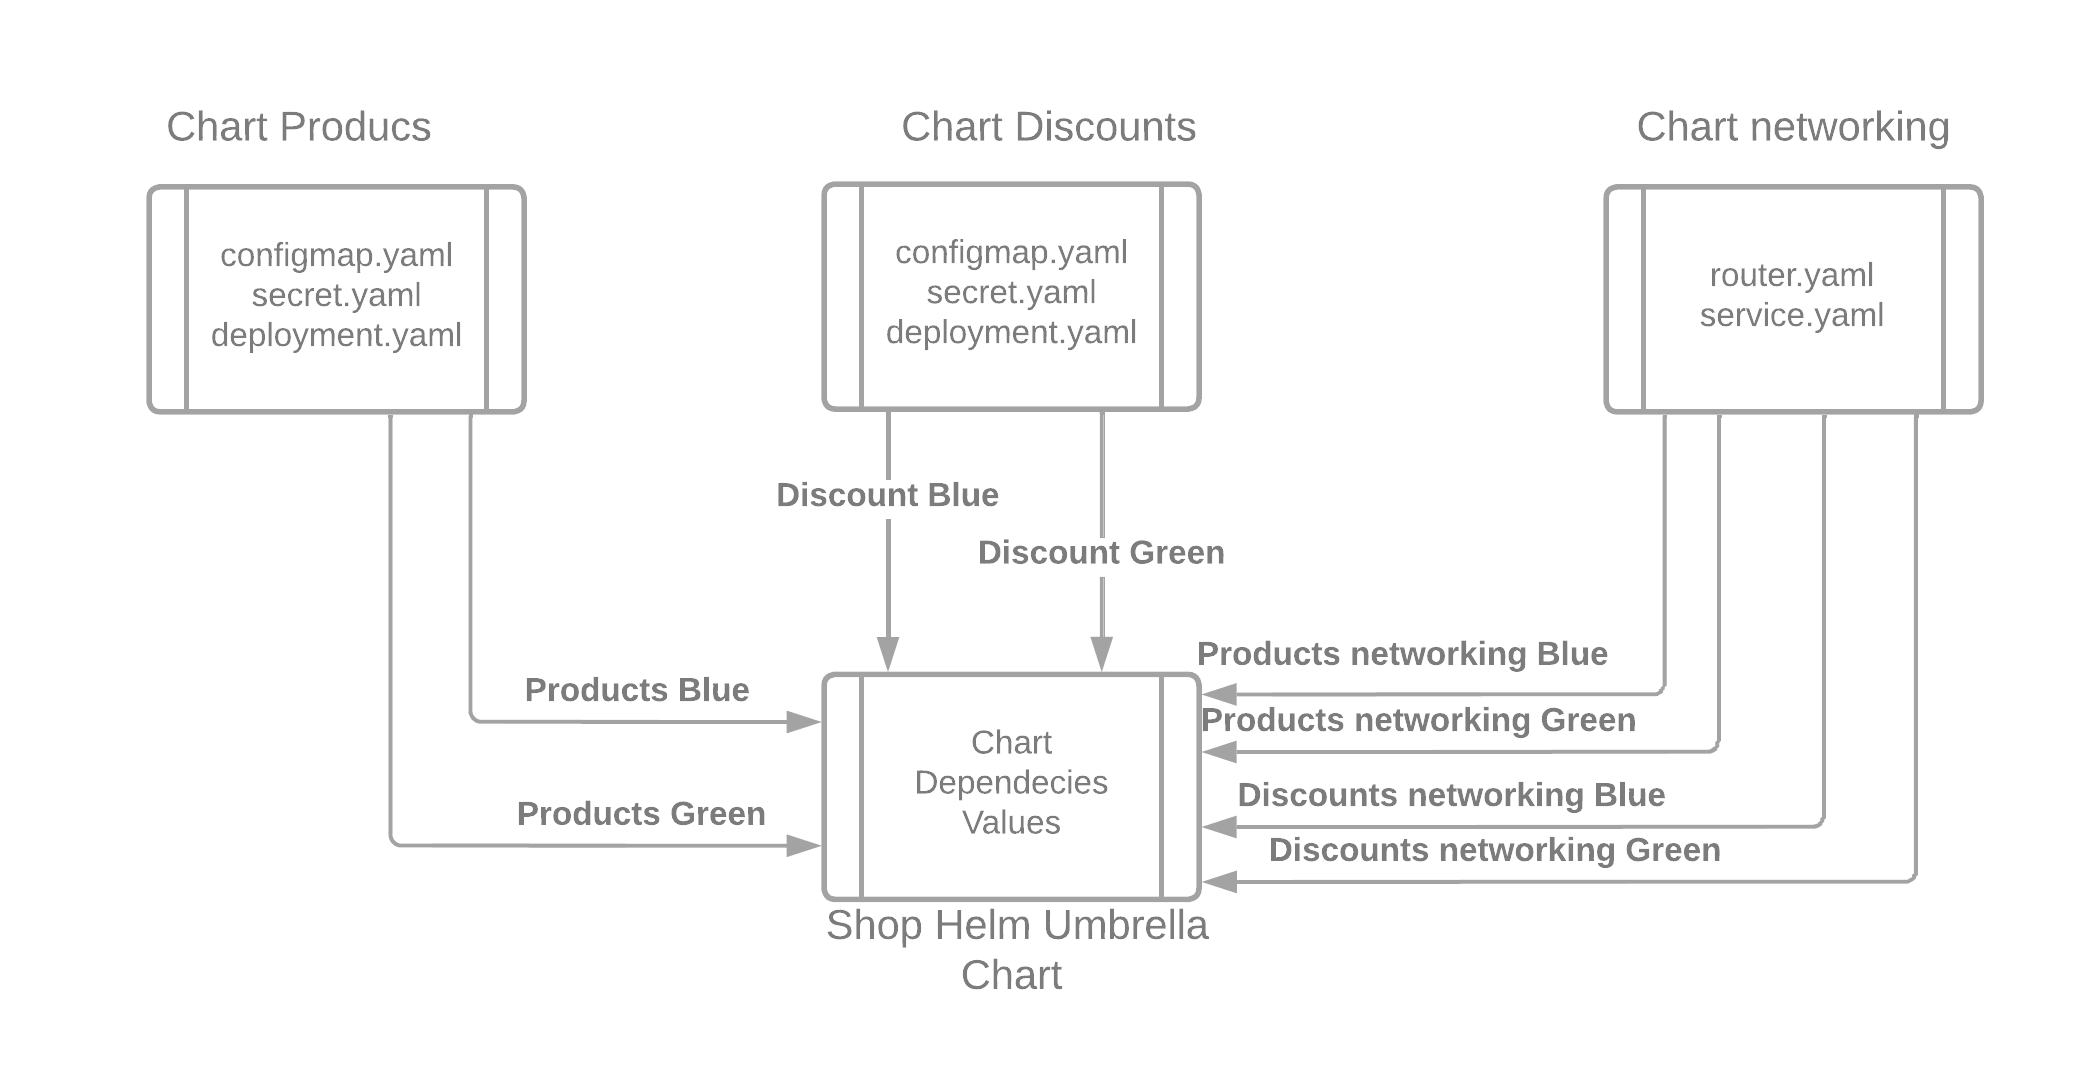 Chart Producs
Chart Discounts
Chart networking
configmap.yaml
secret.yaml
deployment.yaml
configmap.yaml
secret.yaml
deployment.yaml
router.yaml
service.yaml
Discount Blue
Discount Green
Products networking Blue
Products Blue
Products networking Green
Chart
Dependecies
Values
Discounts networking Blue
Products Green
Discounts networking Green
Shop Helm Umbrella
Chart